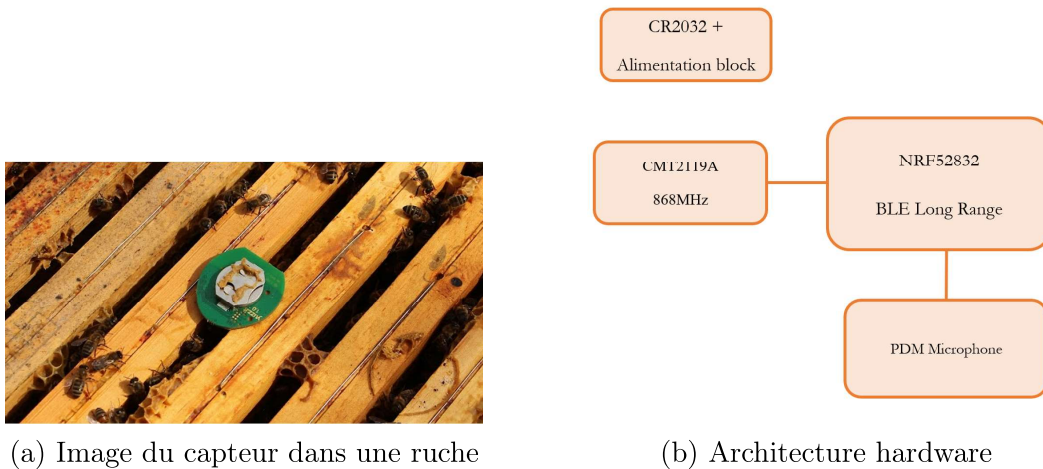 CR2032 +
Alimentation block
CMT2119A
868MHz
NRF52832
BLE Long Range
PDM Microphone
(a) Image du capteur dans une ruche
(b) Architecture hardware